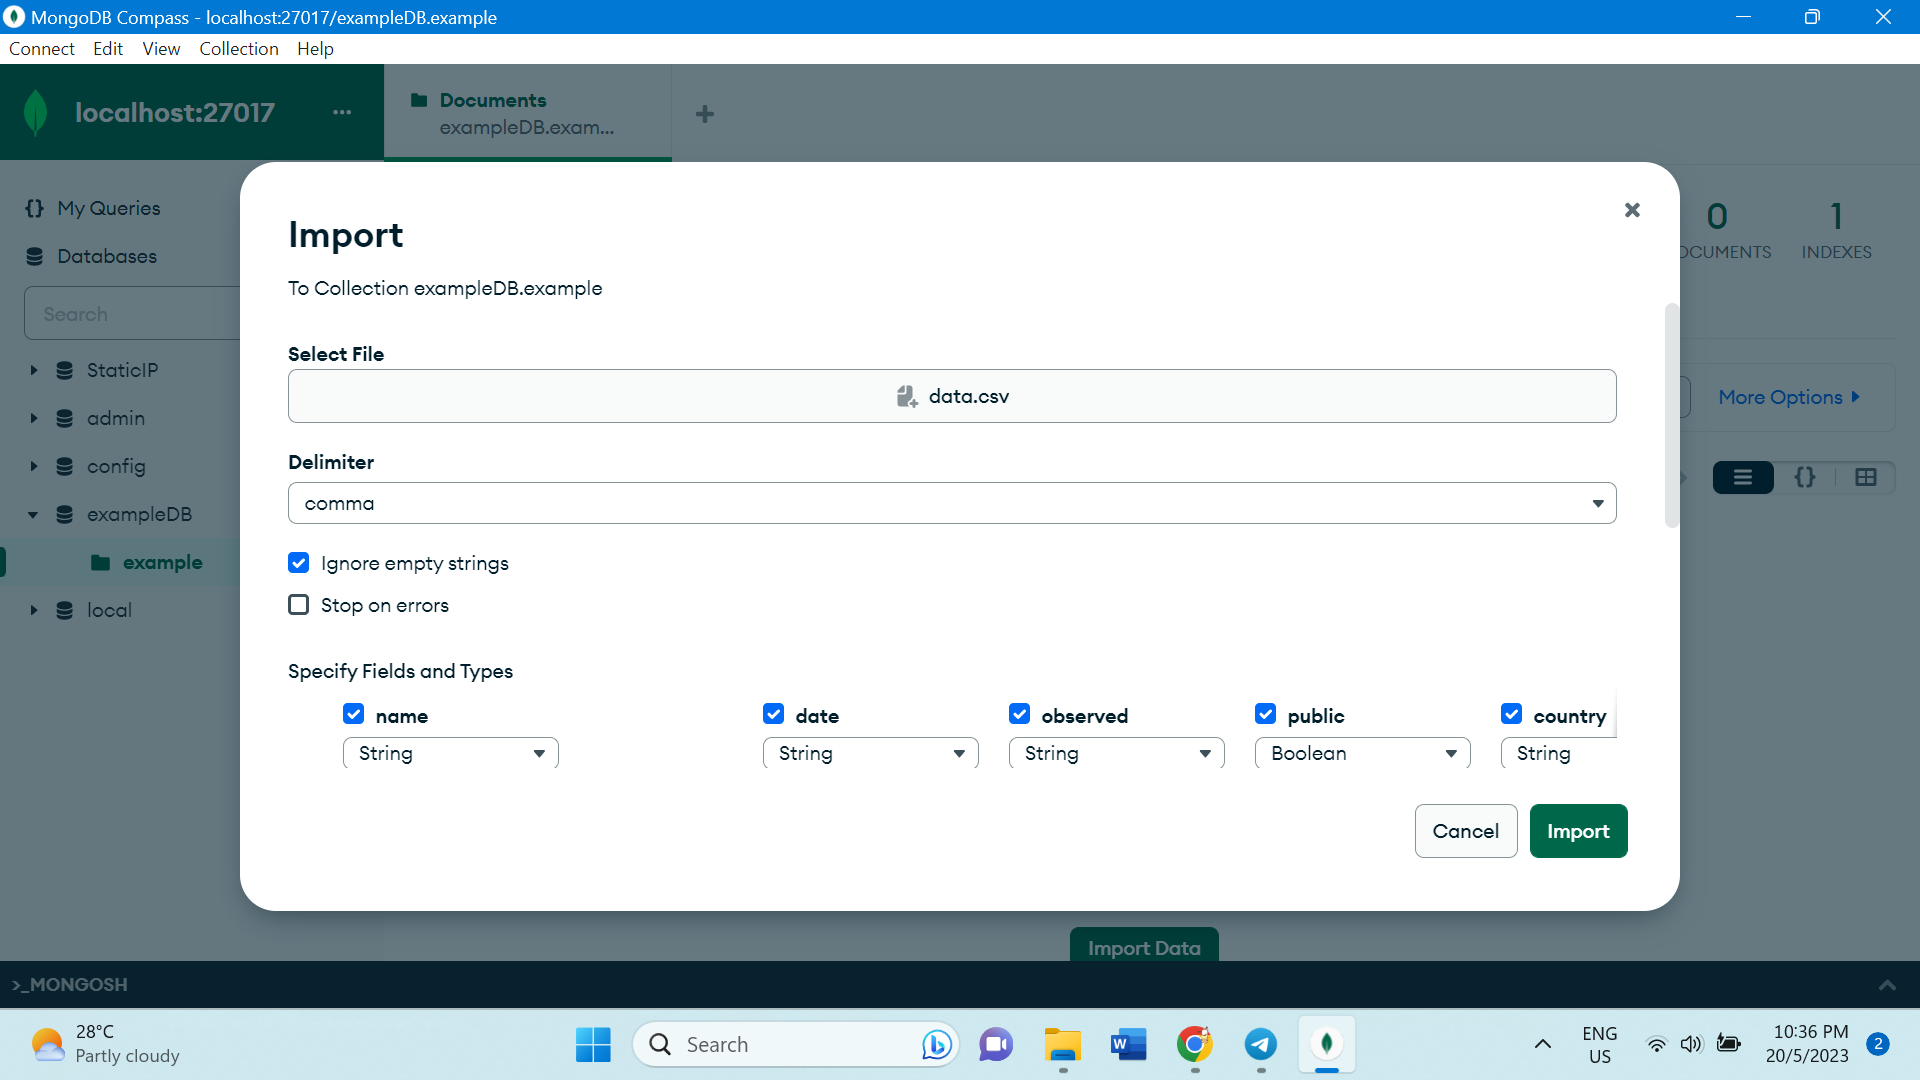 MongoDB Compass - localhost:27017/exampleDB.example
Connect Edit View Collection Help
localhost:27017 ...
Documents
exampleDB.exam...
My Queries
Databases
Search
StaticIP
admin
config
exampleDB
example
local
0 1
OCUMENTS INDEXES
More Options
Import
To Collection exampleDB.example
Select File
data.csv
Delimiter
comma
Ignore empty strings
Stop on errors
Specify Fields and Types
name date observed public country
String String String Boolean String
Cancel Import
Import Data
>_MONGOSH
28°C
Partly cloudy
Search
ENG
US
10:36 PM
20/5/2023
2